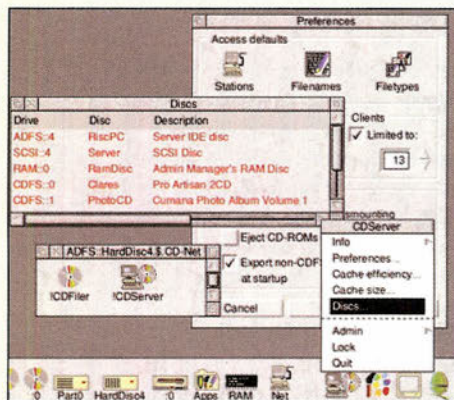 Preferences
Access defaults
Stations Filenames Filetypes
Discs
Drive Disc Description
ADFS::4 RiscPC Server IDE disc
SCSI::4 Server SCSI Disc
RAM::0 RamDisc Admin Manager's RAM Disc
CDFS::0 Clares Pro Artisan 2CD
CDFS::1 PhotoCD Cumana Photo Album Volume 1
Clients
Limited to:
13
Eject CD-ROMs
Export non-CDFS
at startup
Cancel
ADFS::HardDisc4.$.CD-Net
!CDFiler !CDServer
CDServer
Info
Preferences...
Cache efficiency...
Cache size...
Discs...
Admin
Lock
Quit
:0 Part0 HardDisc4 :0 Apps RAM Net